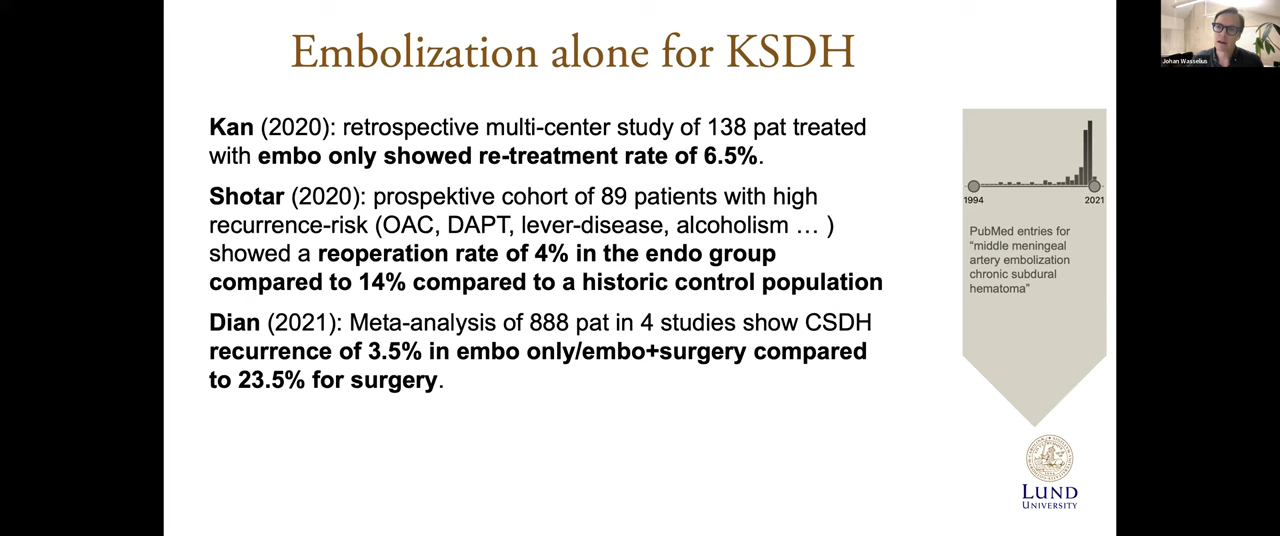 Embolization alone for KSDH
Johan Wasselius
Kan (2020): retrospective multi-center study of 138 pat treated
with embo only showed re-treatment rate of 6.5%.
Shotar (2020): prospektive cohort of 89 patients with high
recurrence-risk (OAC, DAPT, lever-disease, alcoholism … )
showed a reoperation rate of 4% in the endo group
compared to 14% compared to a historic control population
Dian (2021): Meta-analysis of 888 pat in 4 studies show CSDH
recurrence of 3.5% in embo only/embo+surgery compared
to 23.5% for surgery.
1994 2021
PubMed entries for
“middle meningeal
artery embolization
chronic subdural
hematoma”
LUND
UNIVERSITY